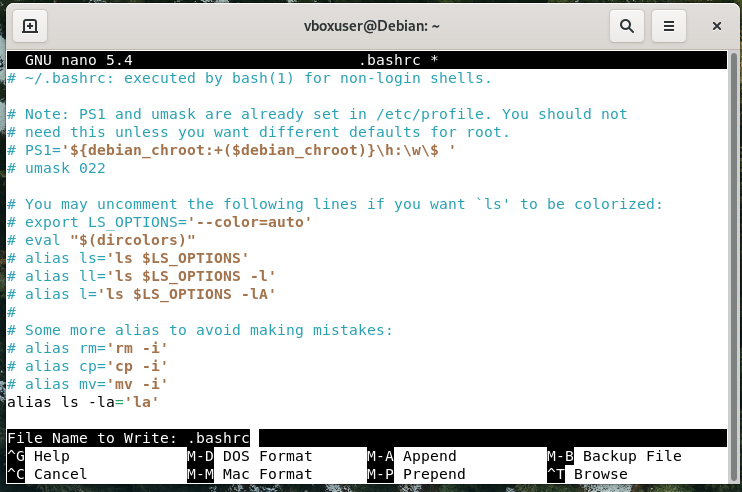 vboxuser@Debian: ~
GNU nano 5.4 .bashrc *
# ~/.bashrc: executed by bash(1) for non-login shells.
# Note: PS1 and umask are already set in /etc/profile. You should not
# need this unless you want different defaults for root.
# PS1='${debian_chroot:+($debian_chroot)}\h:\w\$ '
# umask 022
# You may uncomment the following lines if you want `ls' to be colorized:
# export LS_OPTIONS='--color=auto'
# eval "$(dircolors)"
# alias ls='ls $LS_OPTIONS'
# alias ll='ls $LS_OPTIONS -l'
# alias l='ls $LS_OPTIONS -lA'
#
# Some more alias to avoid making mistakes:
# alias rm='rm -i'
# alias cp='cp -i'
# alias mv='mv -i'
alias ls -la='la'
File Name to Write: .bashrc
^G Help M-D DOS Format M-A Append M-B Backup File
^C Cancel M-M Mac Format M-P Prepend ^T Browse